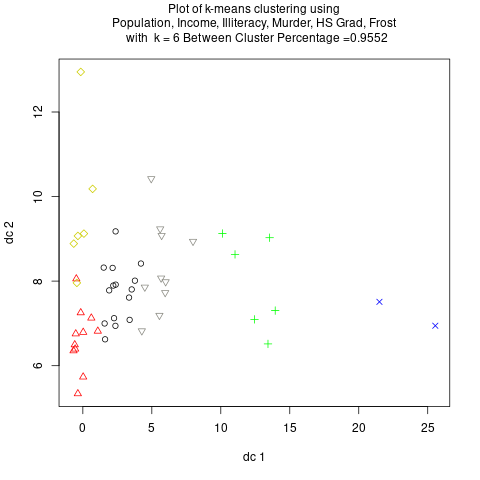 Plot of k-means clustering using
Population, Income, Illiteracy, Murder, HS Grad, Frost
with k = 6 Between Cluster Percentage =0.9552
12
10
8
6
dc 2
0 5 10 15 20 25
dc 1